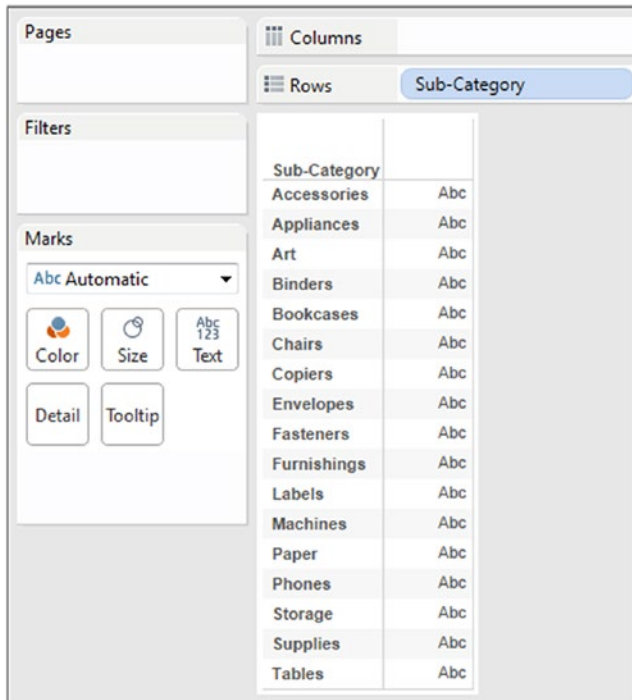 Pages
Columns
Rows Sub-Category
Filters
Marks
Abc Automatic
Color
Size
Abc
123
Text
Detail
Tooltip
Sub-Category
Accessories Abc
Appliances Abc
Art Abc
Binders Abc
Bookcases Abc
Chairs Abc
Copiers Abc
Envelopes Abc
Fasteners Abc
Furnishings Abc
Labels Abc
Machines Abc
Paper Abc
Phones Abc
Storage Abc
Supplies Abc
Tables Abc